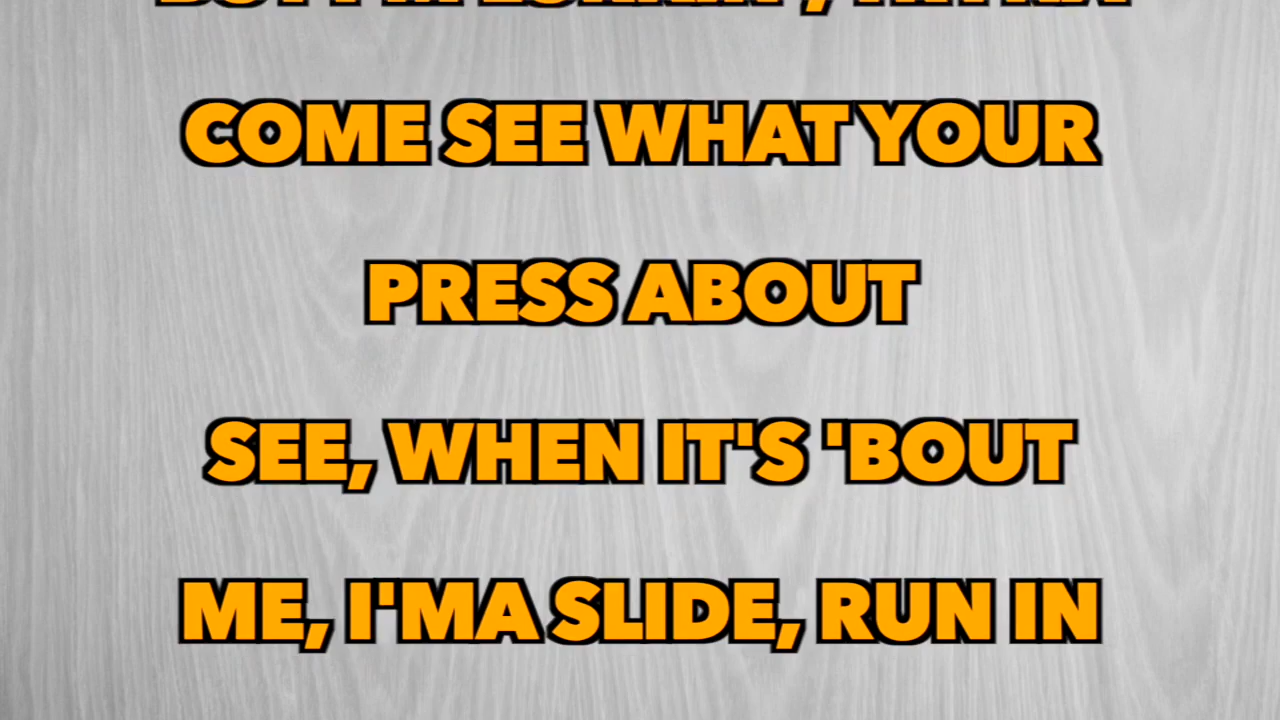 COME SEE WHAT YOUR
PRESS ABOUT
SEE, WHEN IT'S 'BOUT
ME, I'MA SLIDE, RUN IN